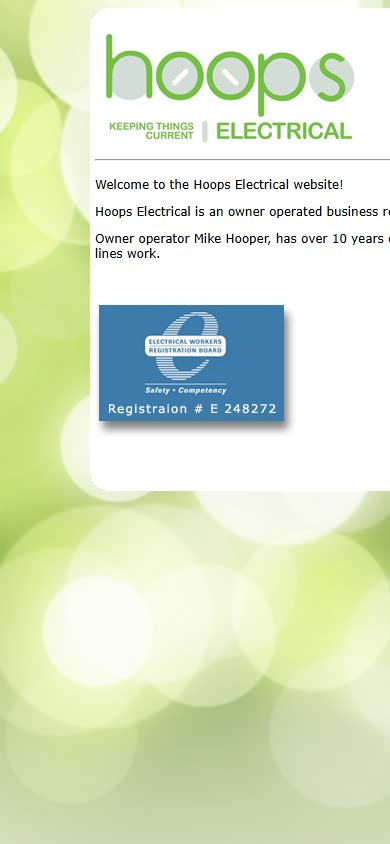 hoops
KEEPING THINGS
CURRENT
ELECTRICAL
Welcome to the Hoops Electrical website!
Hoops Electrical is an owner operated business
Owner operator Mike Hooper, has over 10 years
lines work.
ELECTRICAL WORKERS
REGISTRATION BOARD
Safety • Competency
Registraion # E 248272